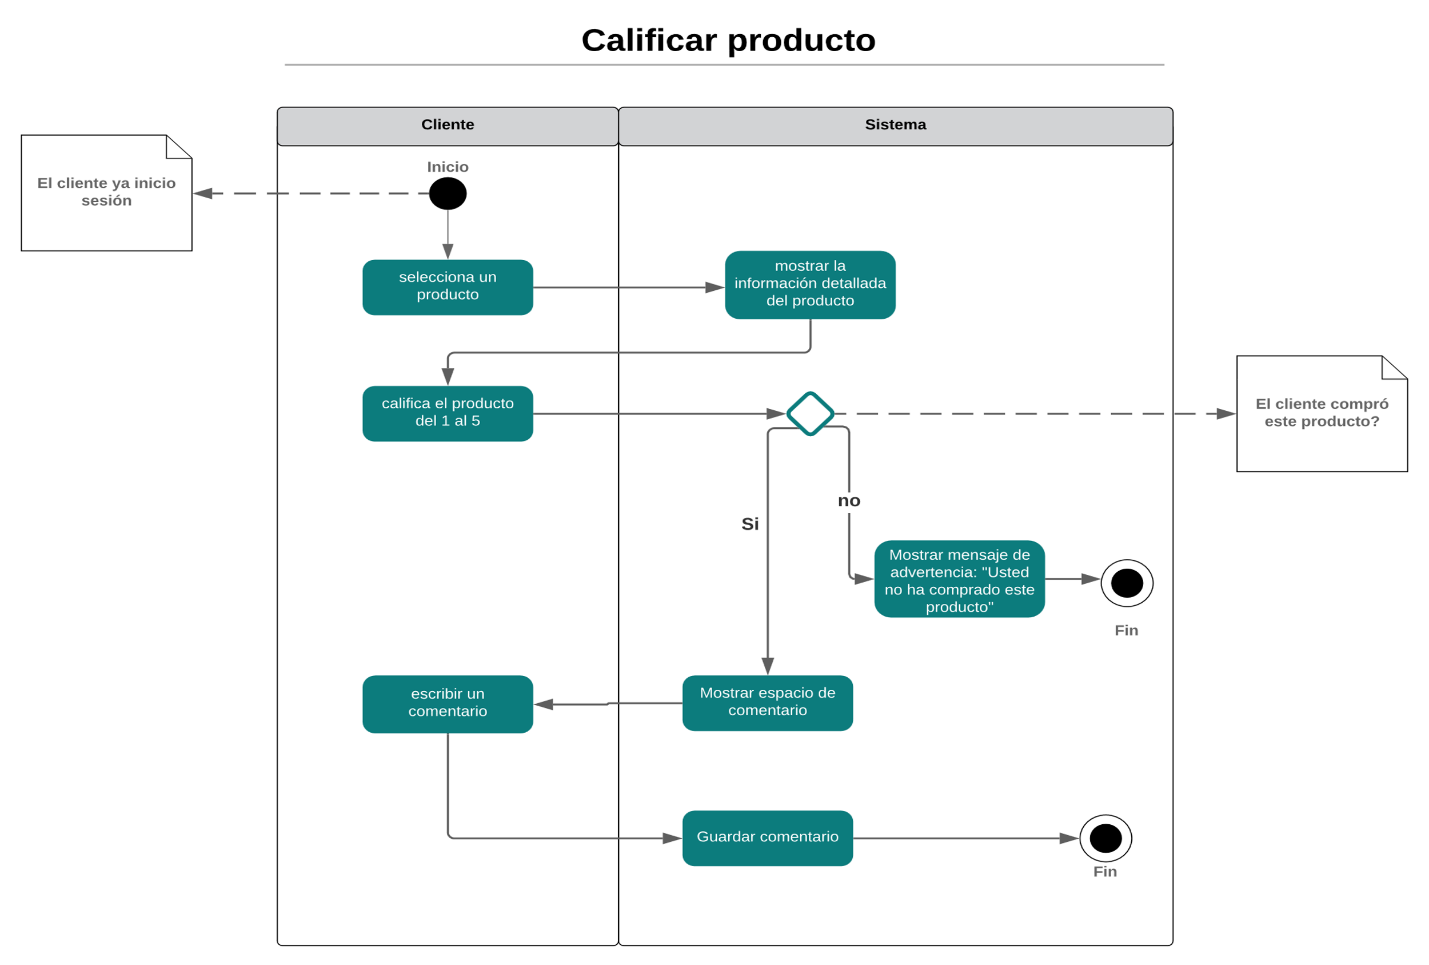 Calificar producto
Cliente
Sistema
Inicio
El cliente ya inicio
sesión
selecciona un
producto
mostrar la
información detallada
del producto
califica el producto
del 1 al 5
El cliente compró
este producto?
no
Si
Mostrar mensaje de
advertencia: "Usted
no ha comprado este
producto"
Fin
escribir un
comentario
Mostrar espacio de
comentario
Guardar comentario
Fin